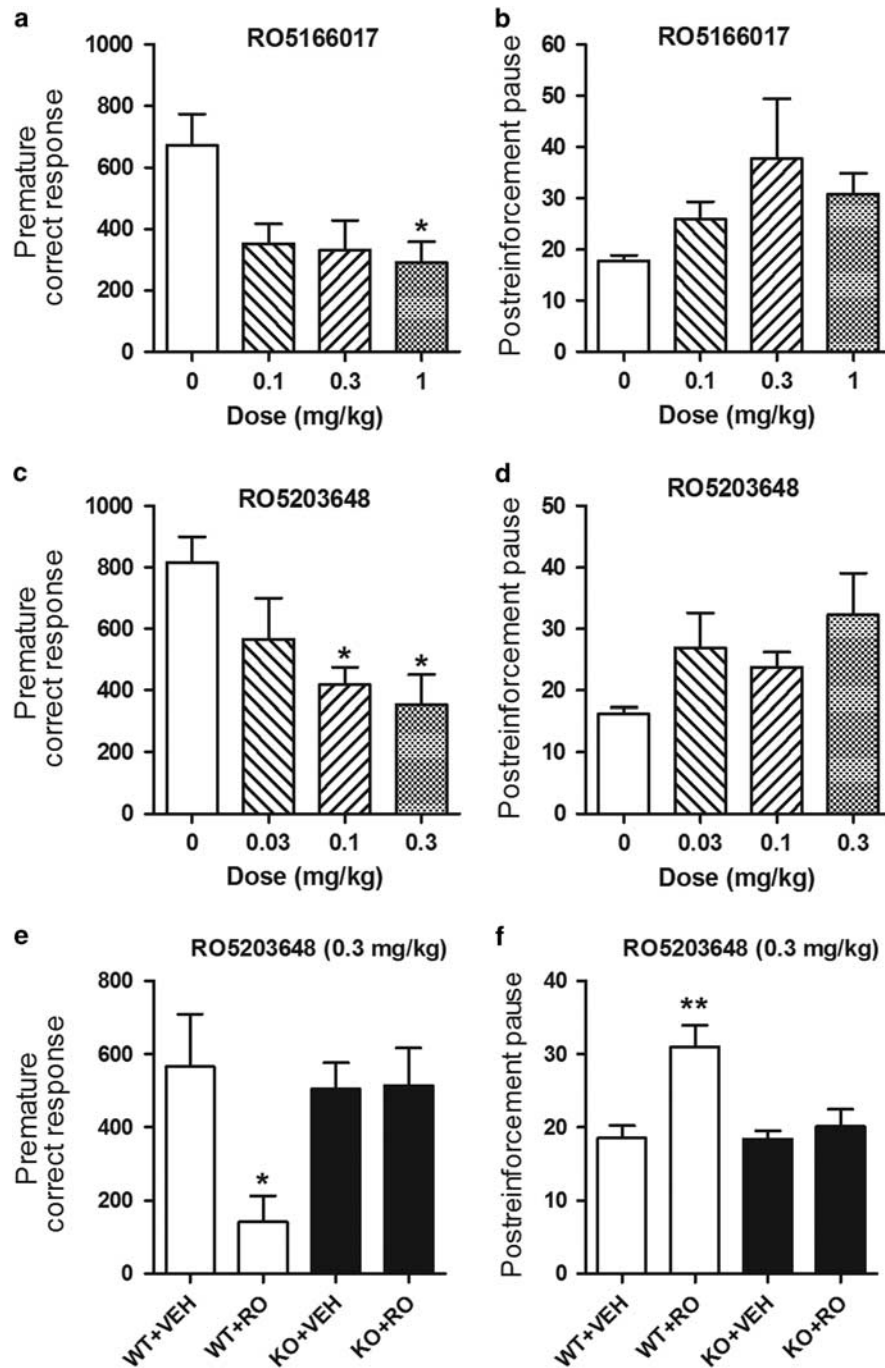 a
RO5166017
Premature
correct response
1000
800
600
400
200
0
*
0 0.1 0.3 1
Dose (mg/kg)
b
RO5166017
Postreinforcement pause
60
50
40
30
20
10
0
0 0.1 0.3 1
Dose (mg/kg)
c
RO5203648
Premature
correct response
1000
800
600
400
200
0
* *
0 0.03 0.1 0.3
Dose (mg/kg)
d
RO5203648
Postreinforcement pause
50
40
30
20
10
0
0 0.03 0.1 0.3
Dose (mg/kg)
e
RO5203648 (0.3 mg/kg)
Premature
correct response
800
600
400
200
0
*
WT+VEH WT+RO KO+VEH KO+RO
f
RO5203648 (0.3 mg/kg)
Postreinforcement pause
40
30
20
10
0
**
WT+VEH WT+RO KO+VEH KO+RO